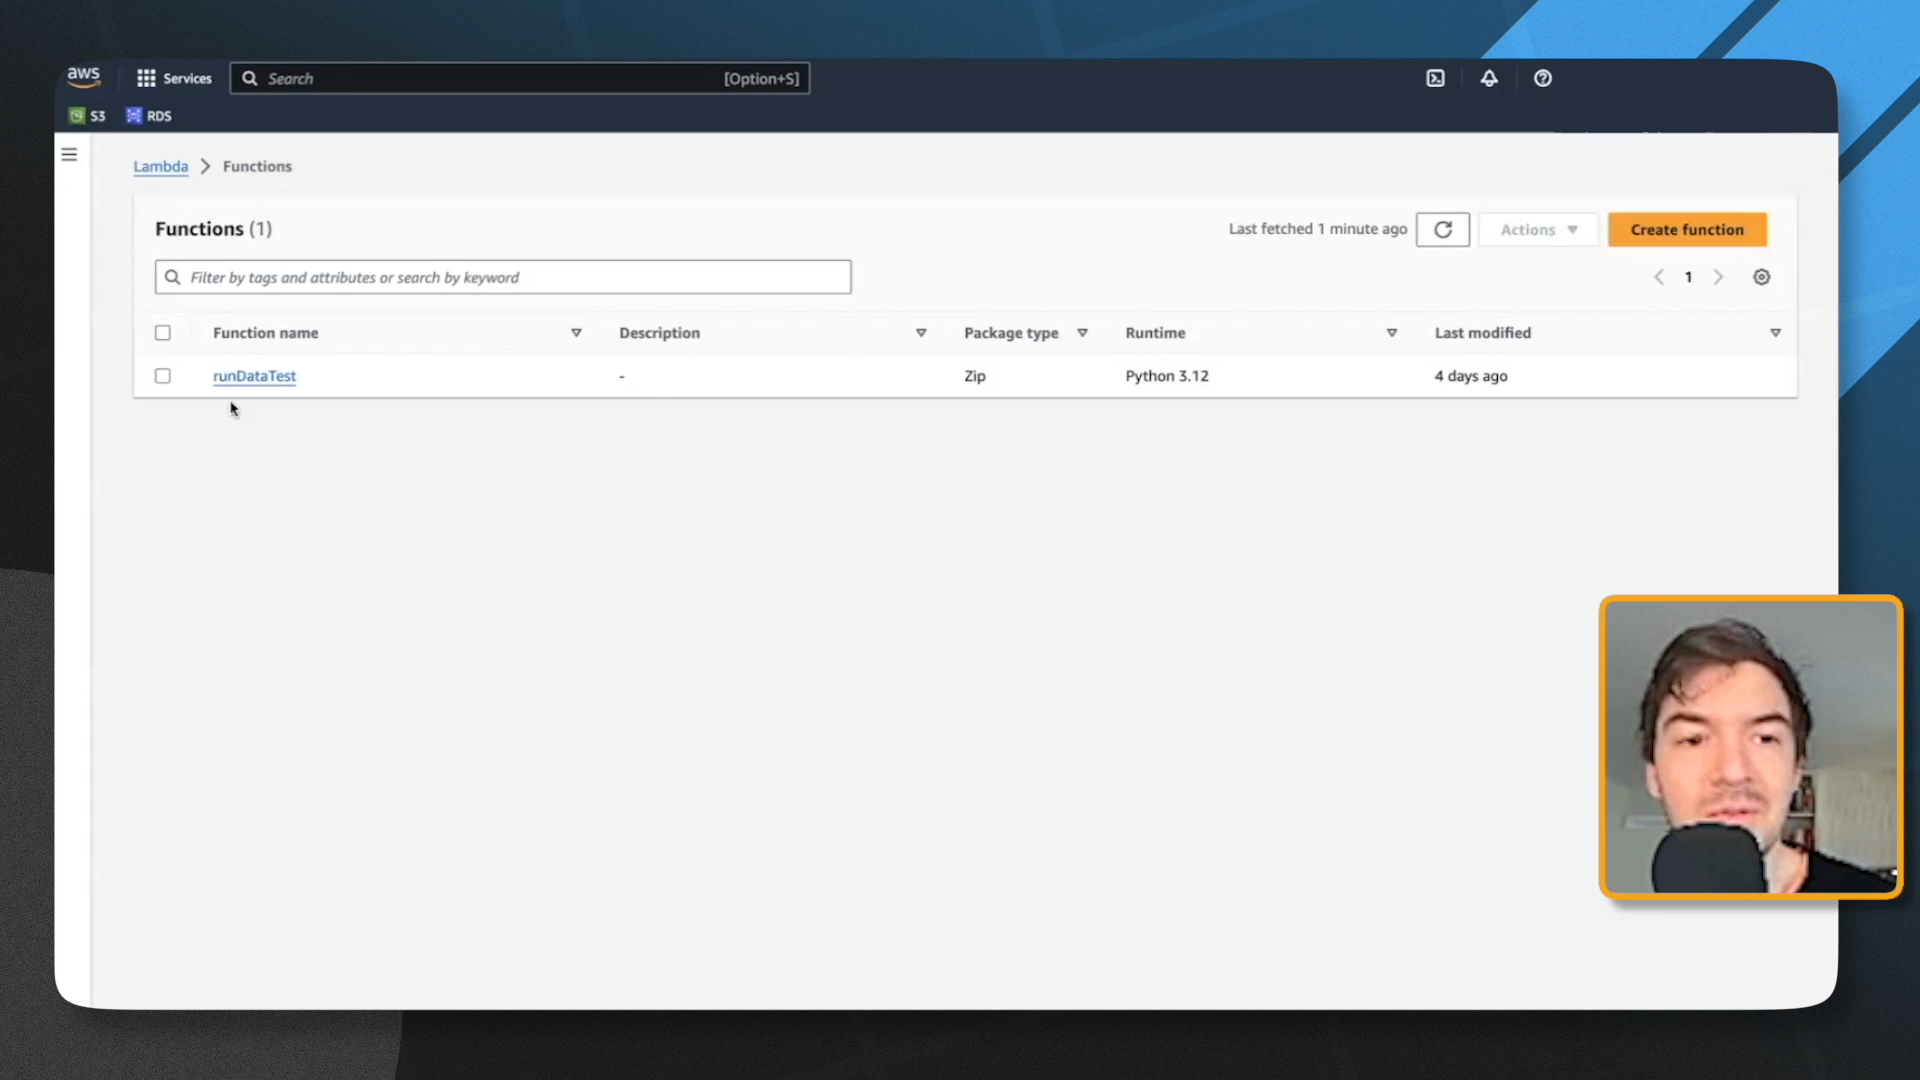 aws Services Search [Option+S]
S3 RDS
Lambda Functions
Functions (1) Last fetched 1 minute ago Actions Create function
Filter by tags and attributes or search by keyword 1
Function name Description Package type Runtime Last modified
runDataTest - Zip Python 3.12 4 days ago